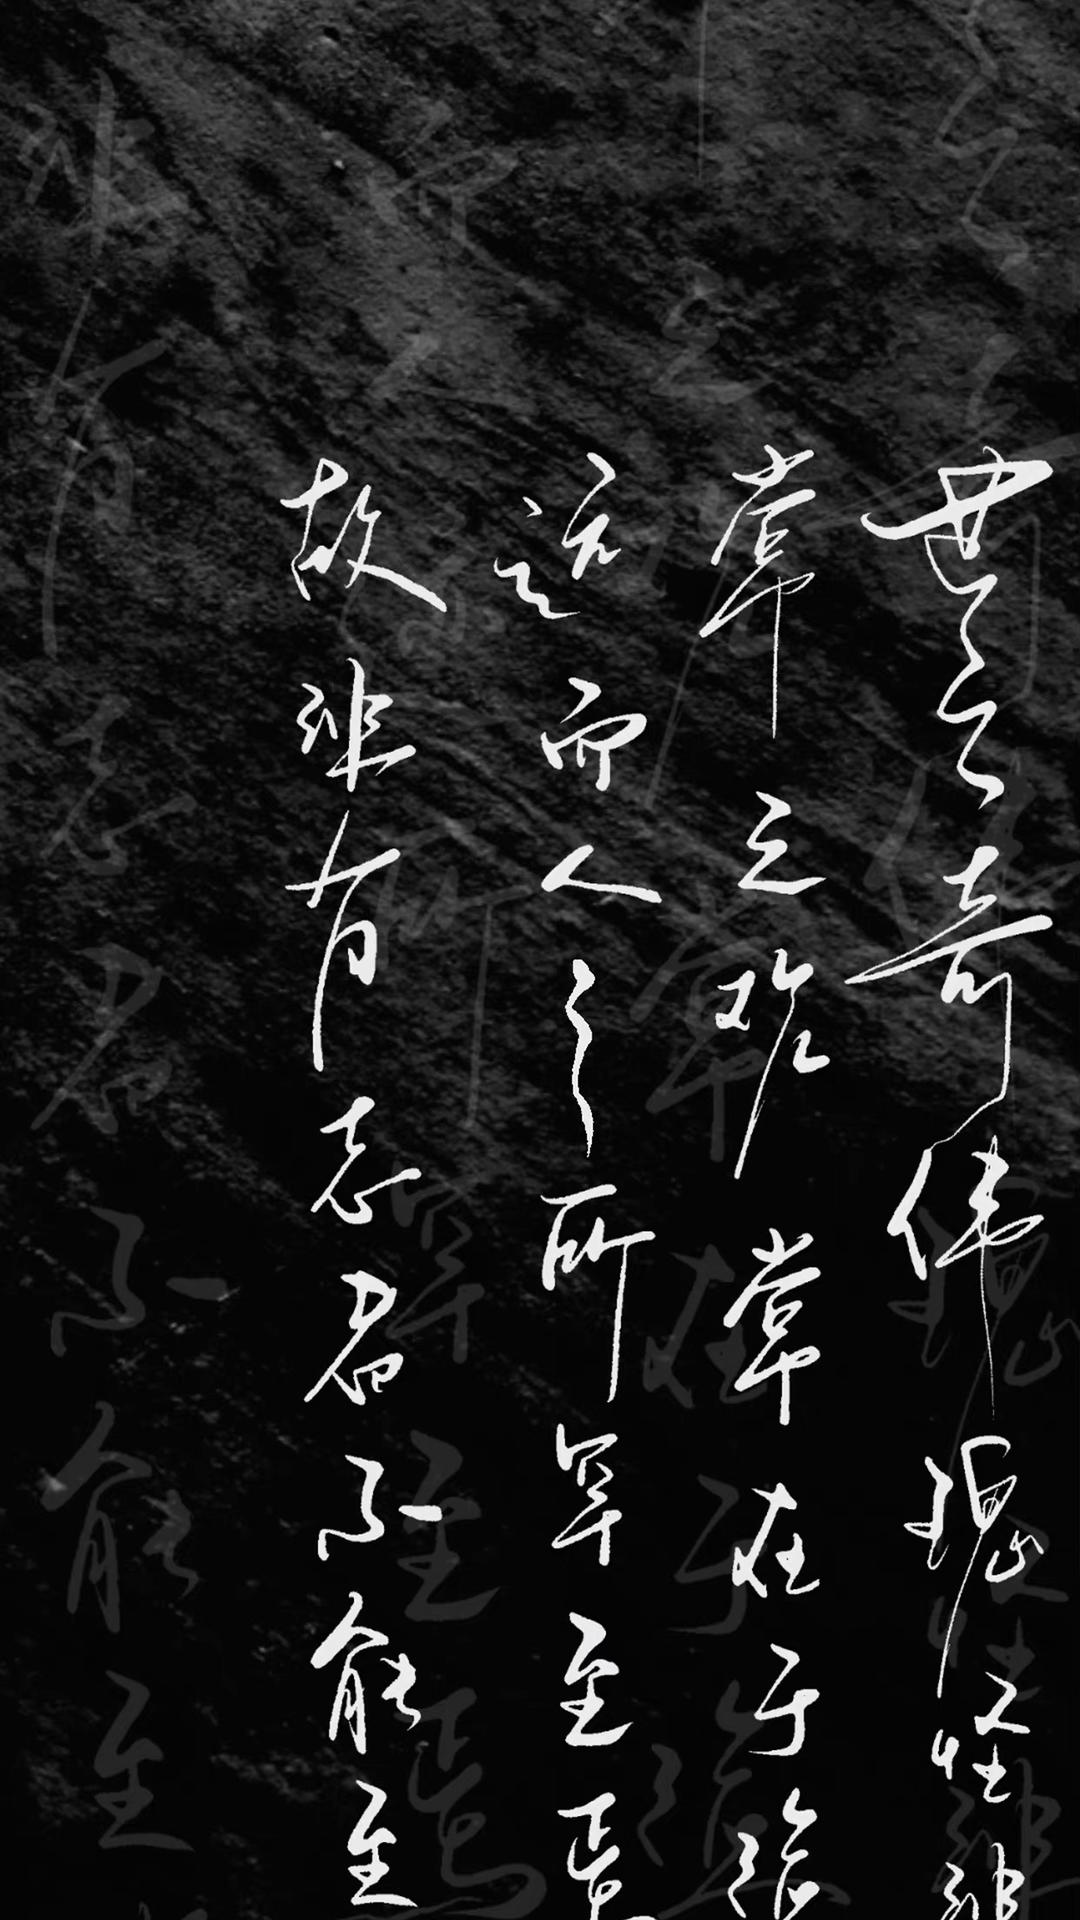 世之奇伟瑰怪非
常之观常在于险
远而人之所罕至焉
故非有志者不能至